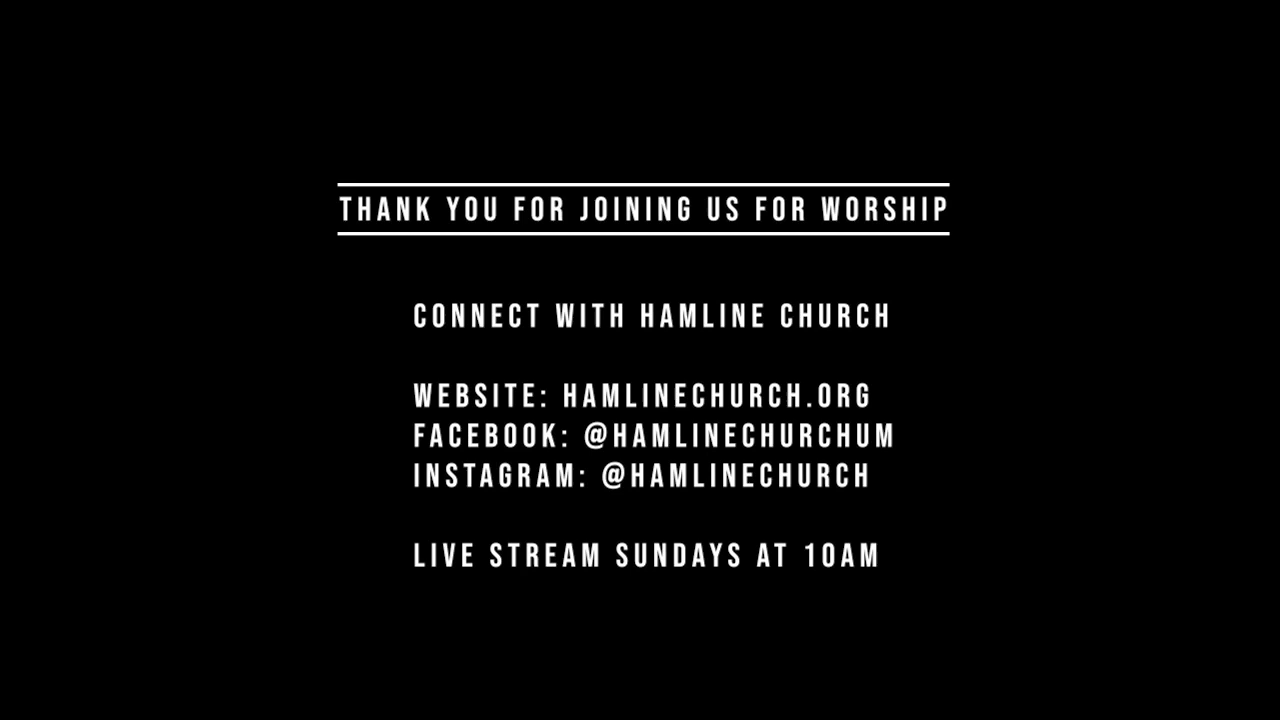 THANK YOU FOR JOINING US FOR WORSHIP
CONNECT WITH HAMLINE CHURCH
WEBSITE: HAMLINECHURCH.ORG
FACEBOOK: @HAMLINECHURCHUM
INSTAGRAM: @HAMLINECHURCH
LIVE STREAM SUNDAYS AT 10AM